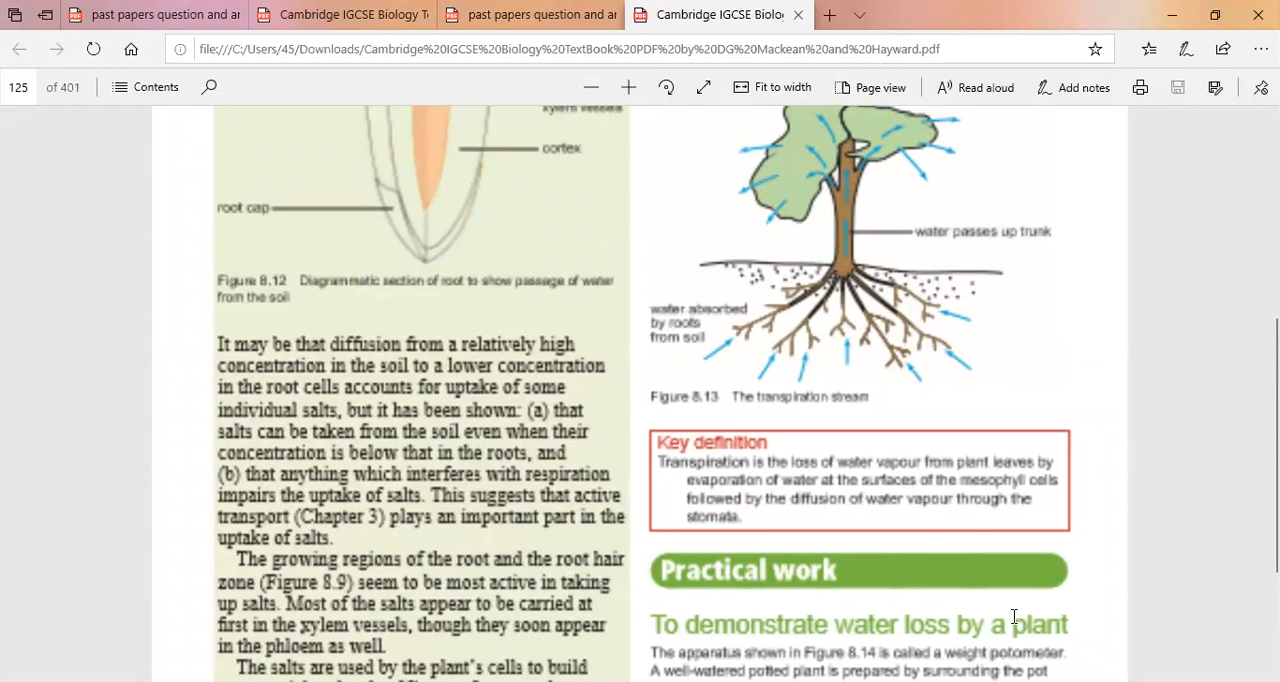 past papers question and ar
Cambridge IGCSE Biology T
past papers question and ar
Cambridge IGCSE Biolo
file:///C:/Users/45/Downloads/Cambridge%20IGCSE%20Biology%20TextBook%20PDF%20by%20DG%20Mackean%20and%20Hayward.pdf
125 of 401
Contents
Fit to width
Page view
Read aloud
Add notes
xylem vessels
cortex
root cap
Figure 8.12 Diagrammatic section of root to show passage of water
from the soil
It may be that diffusion from a relatively high
concentration in the soil to a lower concentration
in the root cells accounts for uptake of some
individual salts, but it has been shown: (a) that
salts can be taken from the soil even when their
concentration is below that in the roots, and
(b) that anything which interferes with respiration
impairs the uptake of salts. This suggests that active
transport (Chapter 3) plays an important part in the
uptake of salts.
The growing regions of the root and the root hair
zone (Figure 8.9) seem to be most active in taking
up salts. Most of the salts appear to be carried at
first in the xylem vessels, though they soon appear
in the phloem as well.
The salts are used by the plant's cells to build
water passes up trunk
water absorbed
by roots
from soil
Figure 8.13 The transpiration stream
Key definition
Transpiration is the loss of water vapour from plant leaves by
evaporation of water at the surfaces of the mesophyll cells
followed by the diffusion of water vapour through the
stomata.
Practical work
To demonstrate water loss by a plant
The apparatus shown in Figure 8.14 is called a weight potometer.
A well-watered potted plant is prepared by surrounding the pot